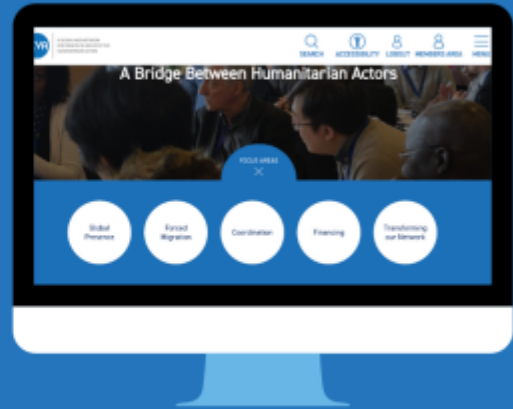 SEARCH
ACCESSIBILITY
LOGOUT
MEMBERS AREA
MENU
A Bridge Between Humanitarian Actors
FOCUS AREAS
Global
Presence
Forced
Migration
Coordination
Financing
Transforming
our Network